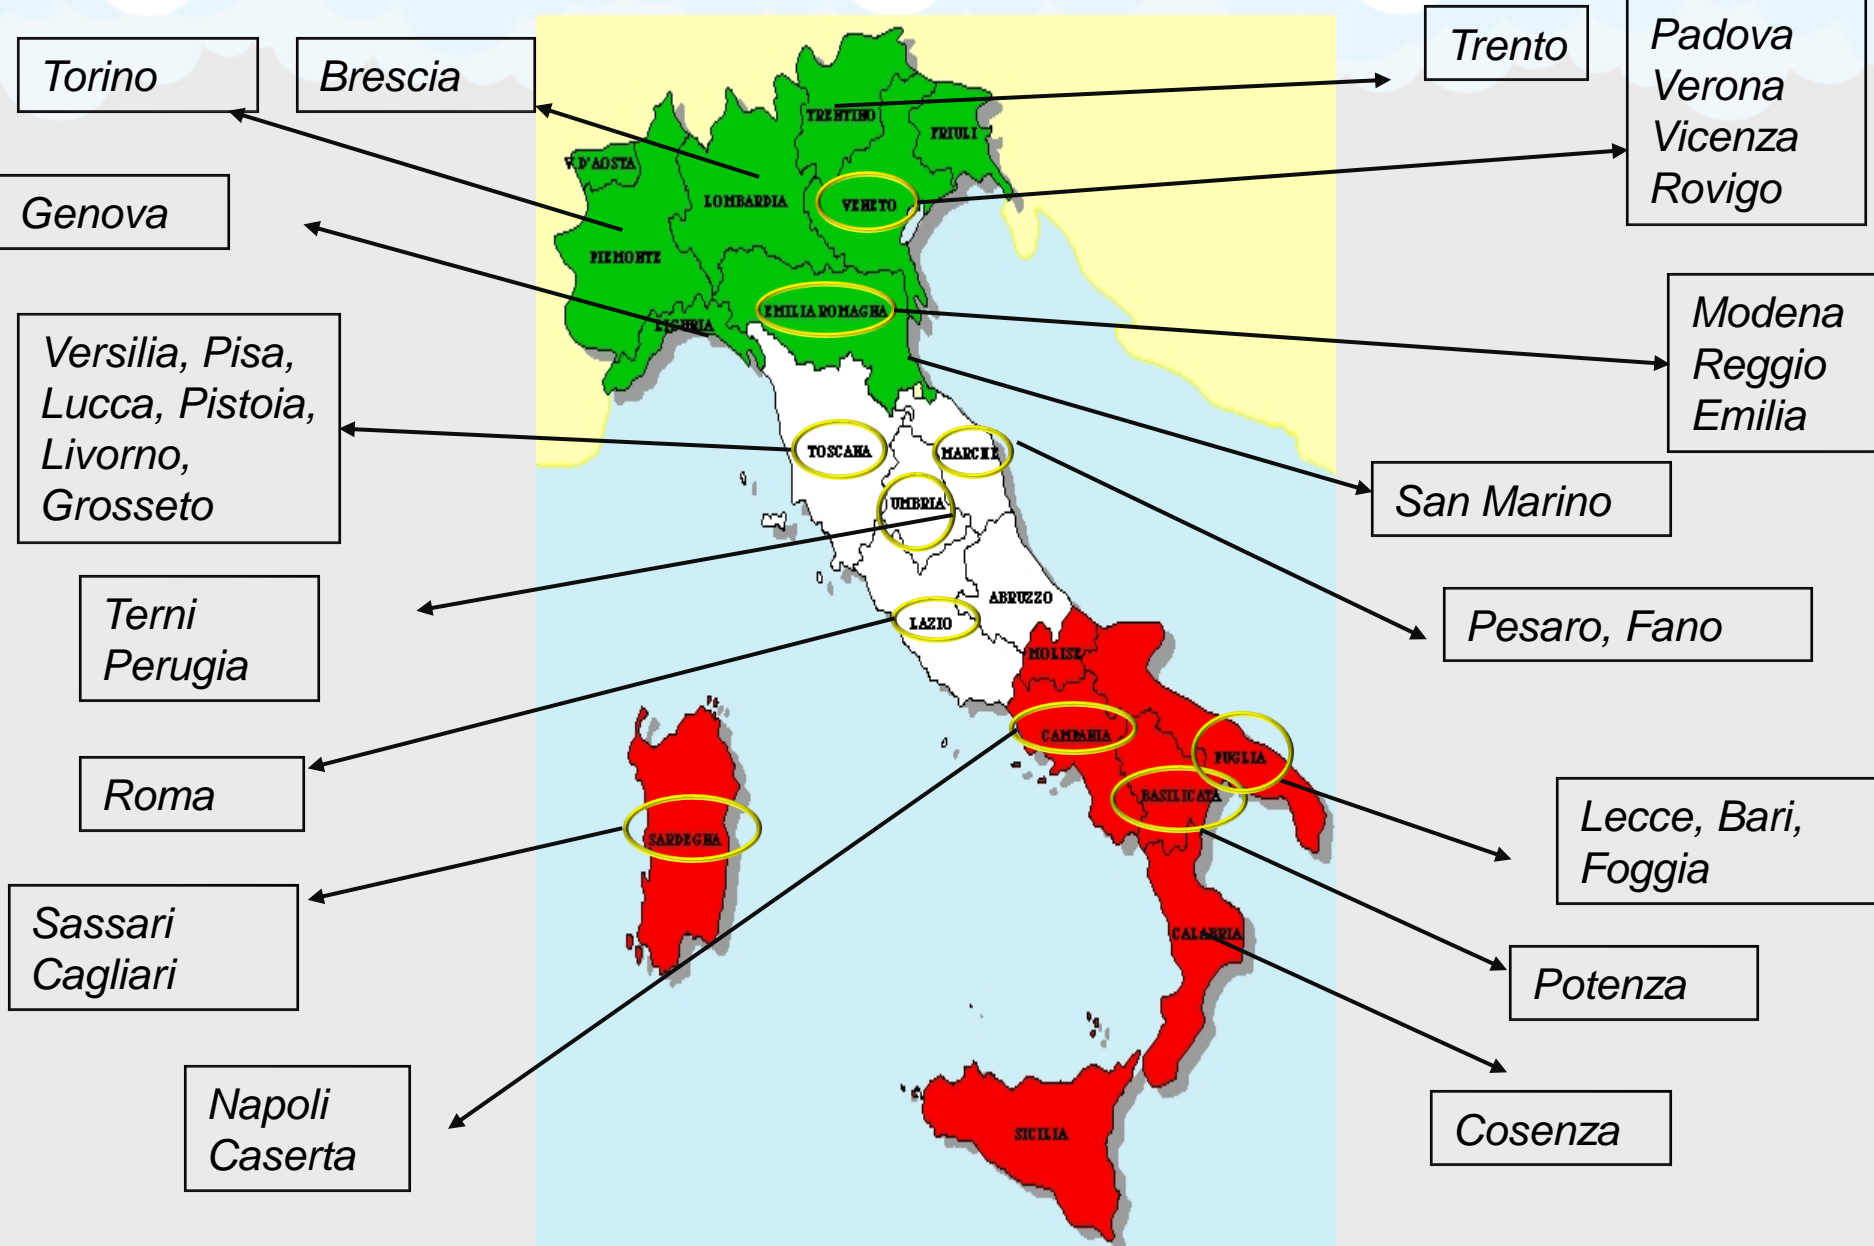 Torino
Brescia
Trento
Padova
Verona
Vicenza
Rovigo
Genova
Versilia, Pisa,
Lucca, Pistoia,
Livorno,
Grosseto
Modena
Reggio
Emilia
San Marino
Pesaro, Fano
Terni
Perugia
Roma
Sassari
Cagliari
Napoli
Caserta
Lecce, Bari,
Foggia
Potenza
Cosenza
TRENTINO
FRIULI
V. D'AOSTA
LOMBARDIA
VENETO
PIEMONTE
EMILIA ROMAGNA
LIGURIA
TOSCANA
MARCHE
UMBRIA
ABRUZZO
LAZIO
MOLISE
CAMPANIA
PUGLIA
BASILICATA
SARDEGNA
CALABRIA
SICILIA